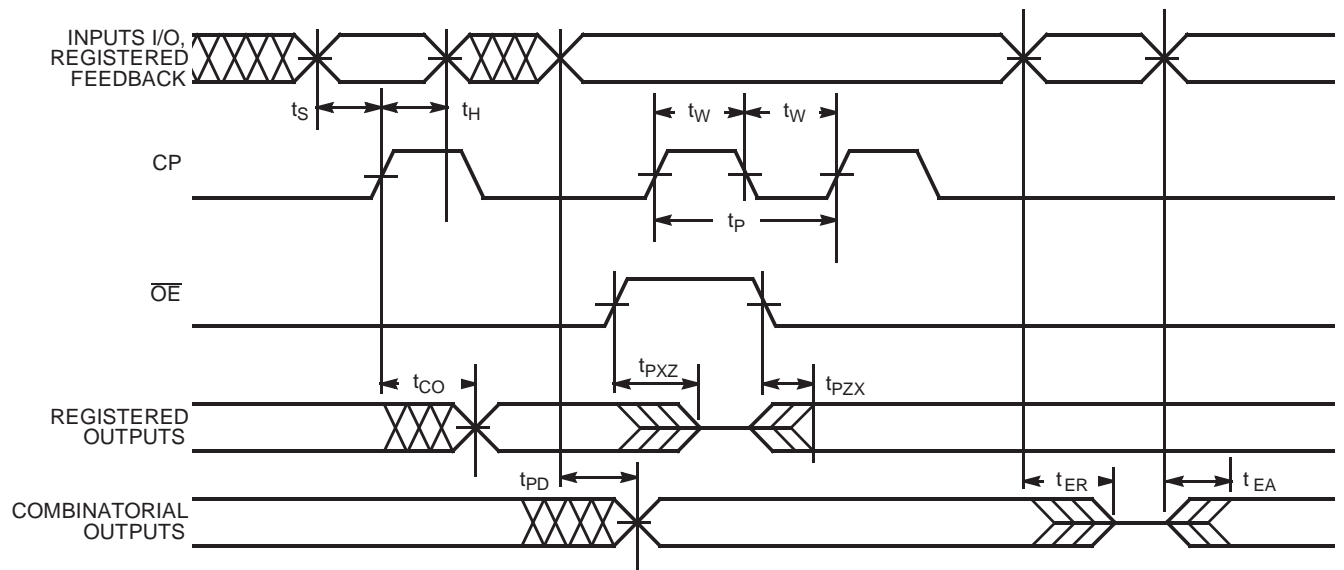 INPUTS I/O,
REGISTERED
FEEDBACK
tS
tH
tW
tW
CP
tP
OE
tCO
tPXZ
tPZX
REGISTERED
OUTPUTS
tPD
tER
tEA
COMBINATORIAL
OUTPUTS